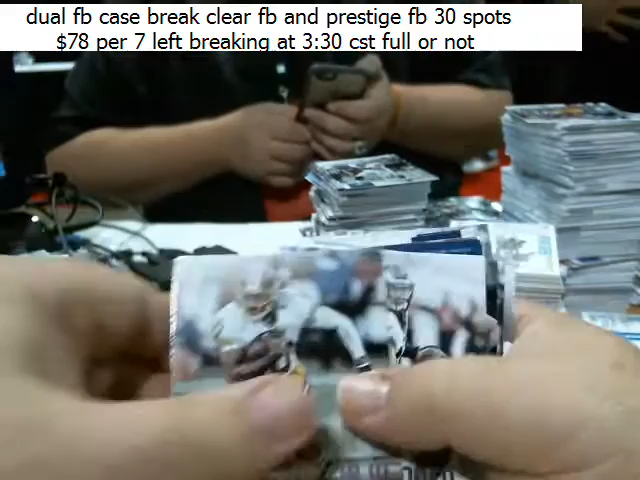 dual fb case break clear fb and prestige fb 30 spots
$78 per 7 left breaking at 3:30 cst full or not